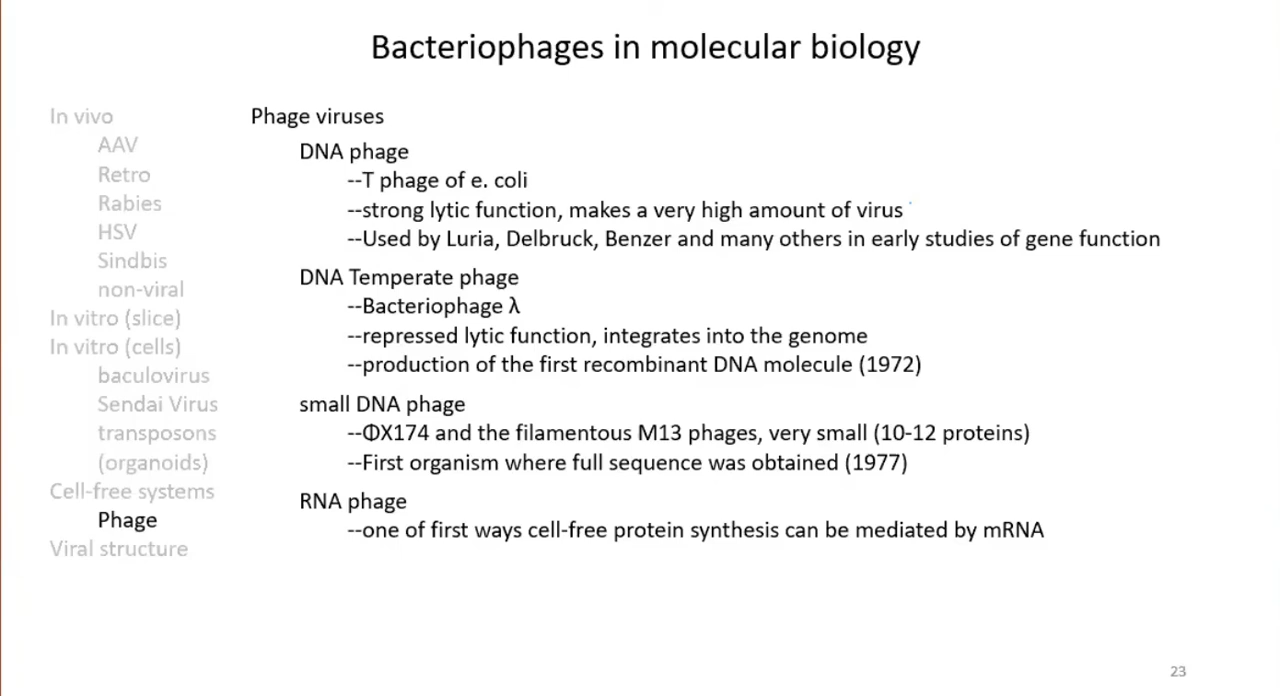 Bacteriophages in molecular biology
In vivo
AAV
Retro
Rabies
HSV
Sindbis
non-viral
In vitro (slice)
In vitro (cells)
baculovirus
Sendai Virus
transposons
(organoids)
Cell-free systems
Phage
Viral structure
Phage viruses
DNA phage
--T phage of e. coli
--strong lytic function, makes a very high amount of virus
--Used by Luria, Delbruck, Benzer and many others in early studies of gene function
DNA Temperate phage
--Bacteriophage λ
--repressed lytic function, integrates into the genome
--production of the first recombinant DNA molecule (1972)
small DNA phage
--ΦX174 and the filamentous M13 phages, very small (10-12 proteins)
--First organism where full sequence was obtained (1977)
RNA phage
--one of first ways cell-free protein synthesis can be mediated by mRNA
23